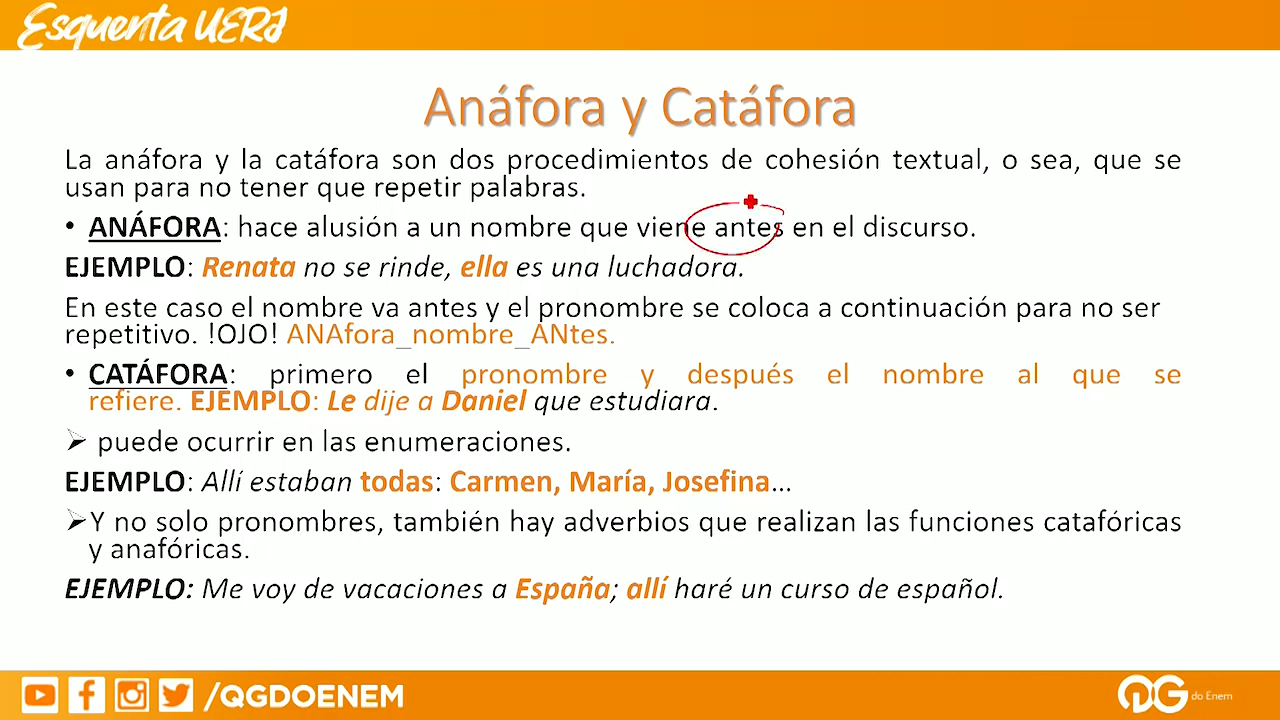 Esquenta UERJ
Anáfora y Catáfora
La anáfora y la catáfora son dos procedimientos de cohesión textual, o sea, que se
usan para no tener que repetir palabras.
• ANÁFORA: hace alusión a un nombre que viene antes en el discurso.
EJEMPLO: Renata no se rinde, ella es una luchadora.
En este caso el nombre va antes y el pronombre se coloca a continuación para no ser
repetitivo. !OJO! ANAfora_nombre_ANtes.
• CATÁFORA: primero el pronombre y después el nombre al que se
refiere. EJEMPLO: Le dije a Daniel que estudiara.
➢ puede ocurrir en las enumeraciones.
EJEMPLO: Allí estaban todas: Carmen, María, Josefina…
➢Y no solo pronombres, también hay adverbios que realizan las funciones catafóricas
y anafóricas.
EJEMPLO: Me voy de vacaciones a España; allí haré un curso de español.
/QGDOENEM
QG do Enem